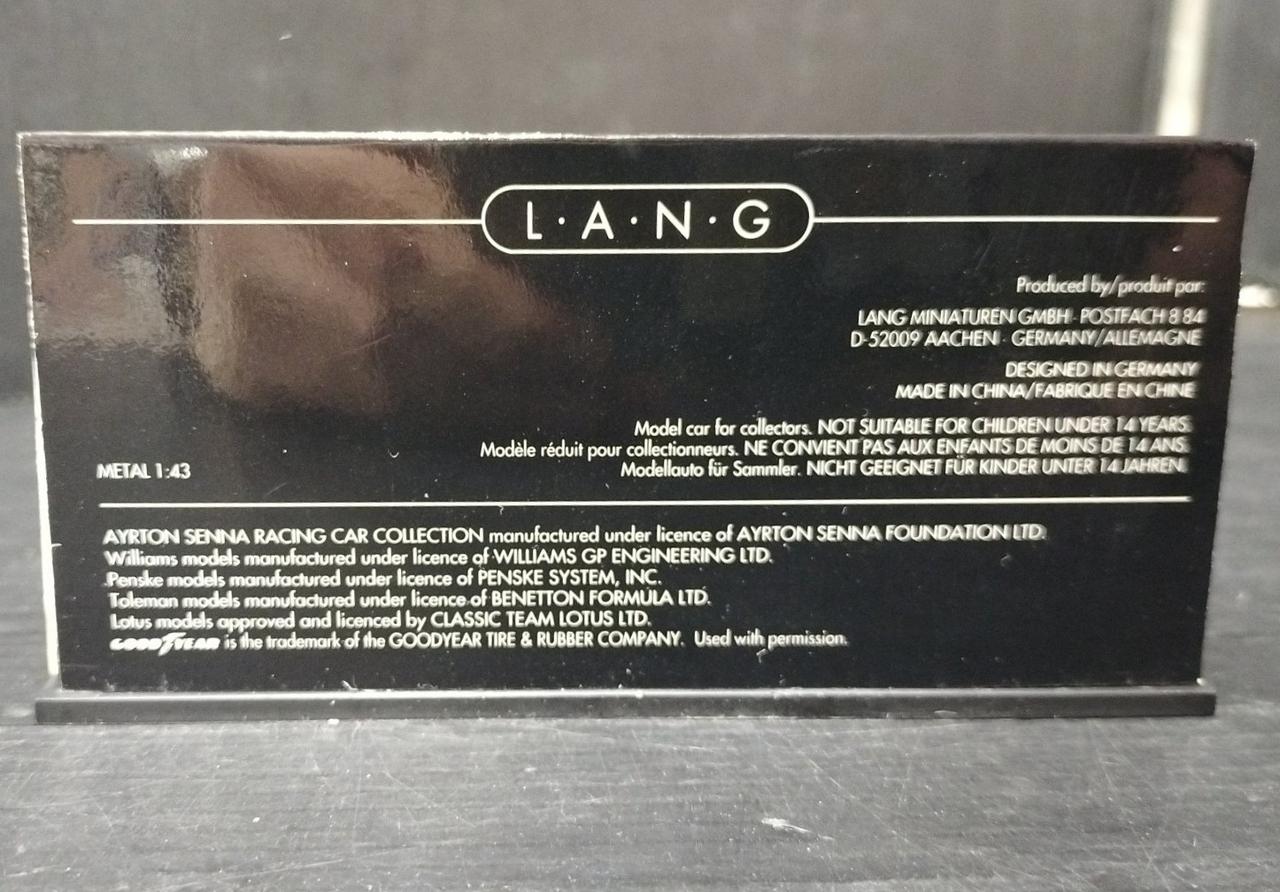 L·A·N·G
Produced by/produit par:
LANG MINIATUREN GMBH · POSTFACH 8 84
D-52009 AACHEN · GERMANY/ALLEMAGNE
DESIGNED IN GERMANY
MADE IN CHINA/FABRIQUE EN CHINE
Model car for collectors. NOT SUITABLE FOR CHILDREN UNDER 14 YEARS.
Modèle réduit pour collectionneurs. NE CONVIENT PAS AUX ENFANTS DE MOINS DE 14 ANS.
METAL 1:43 Modellauto für Sammler. NICHT GEEIGNET FÜR KINDER UNTER 14 JAHREN.
AYRTON SENNA RACING CAR COLLECTION manufactured under licence of AYRTON SENNA FOUNDATION LTD.
Williams models manufactured under licence of WILLIAMS GP ENGINEERING LTD.
Penske models manufactured under licence of PENSKE SYSTEM, INC.
Toleman models manufactured under licence of BENETTON FORMULA LTD.
Lotus models approved and licenced by CLASSIC TEAM LOTUS LTD.
GOODYEAR is the trademark of the GOODYEAR TIRE & RUBBER COMPANY. Used with permission.